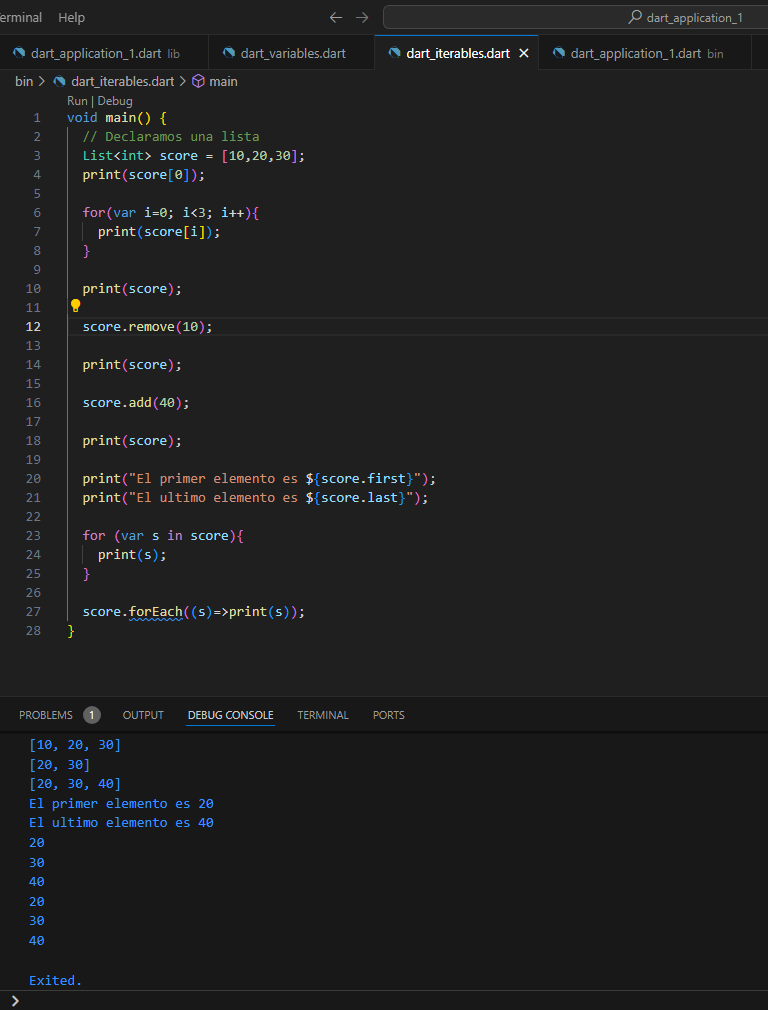 erminal Help
dart_application_1
dart_application_1.dart lib dart_variables.dart dart_iterables.dart dart_application_1.dart bin
bin > dart_iterables.dart > main
Run | Debug
1 void main() {
2 // Declaramos una lista
3 List<int> score = [10,20,30];
4 print(score[0]);
5
6 for(var i=0; i<3; i++){
7 print(score[i]);
8 }
9
10 print(score);
11
12 score.remove(10);
13
14 print(score);
15
16 score.add(40);
17
18 print(score);
19
20 print("El primer elemento es ${score.first}");
21 print("El ultimo elemento es ${score.last}");
22
23 for (var s in score){
24 print(s);
25 }
26
27 score.forEach((s)=>print(s));
28 }
PROBLEMS 1 OUTPUT DEBUG CONSOLE TERMINAL PORTS
[10, 20, 30]
[20, 30]
[20, 30, 40]
El primer elemento es 20
El ultimo elemento es 40
20
30
40
20
30
40
Exited.
>